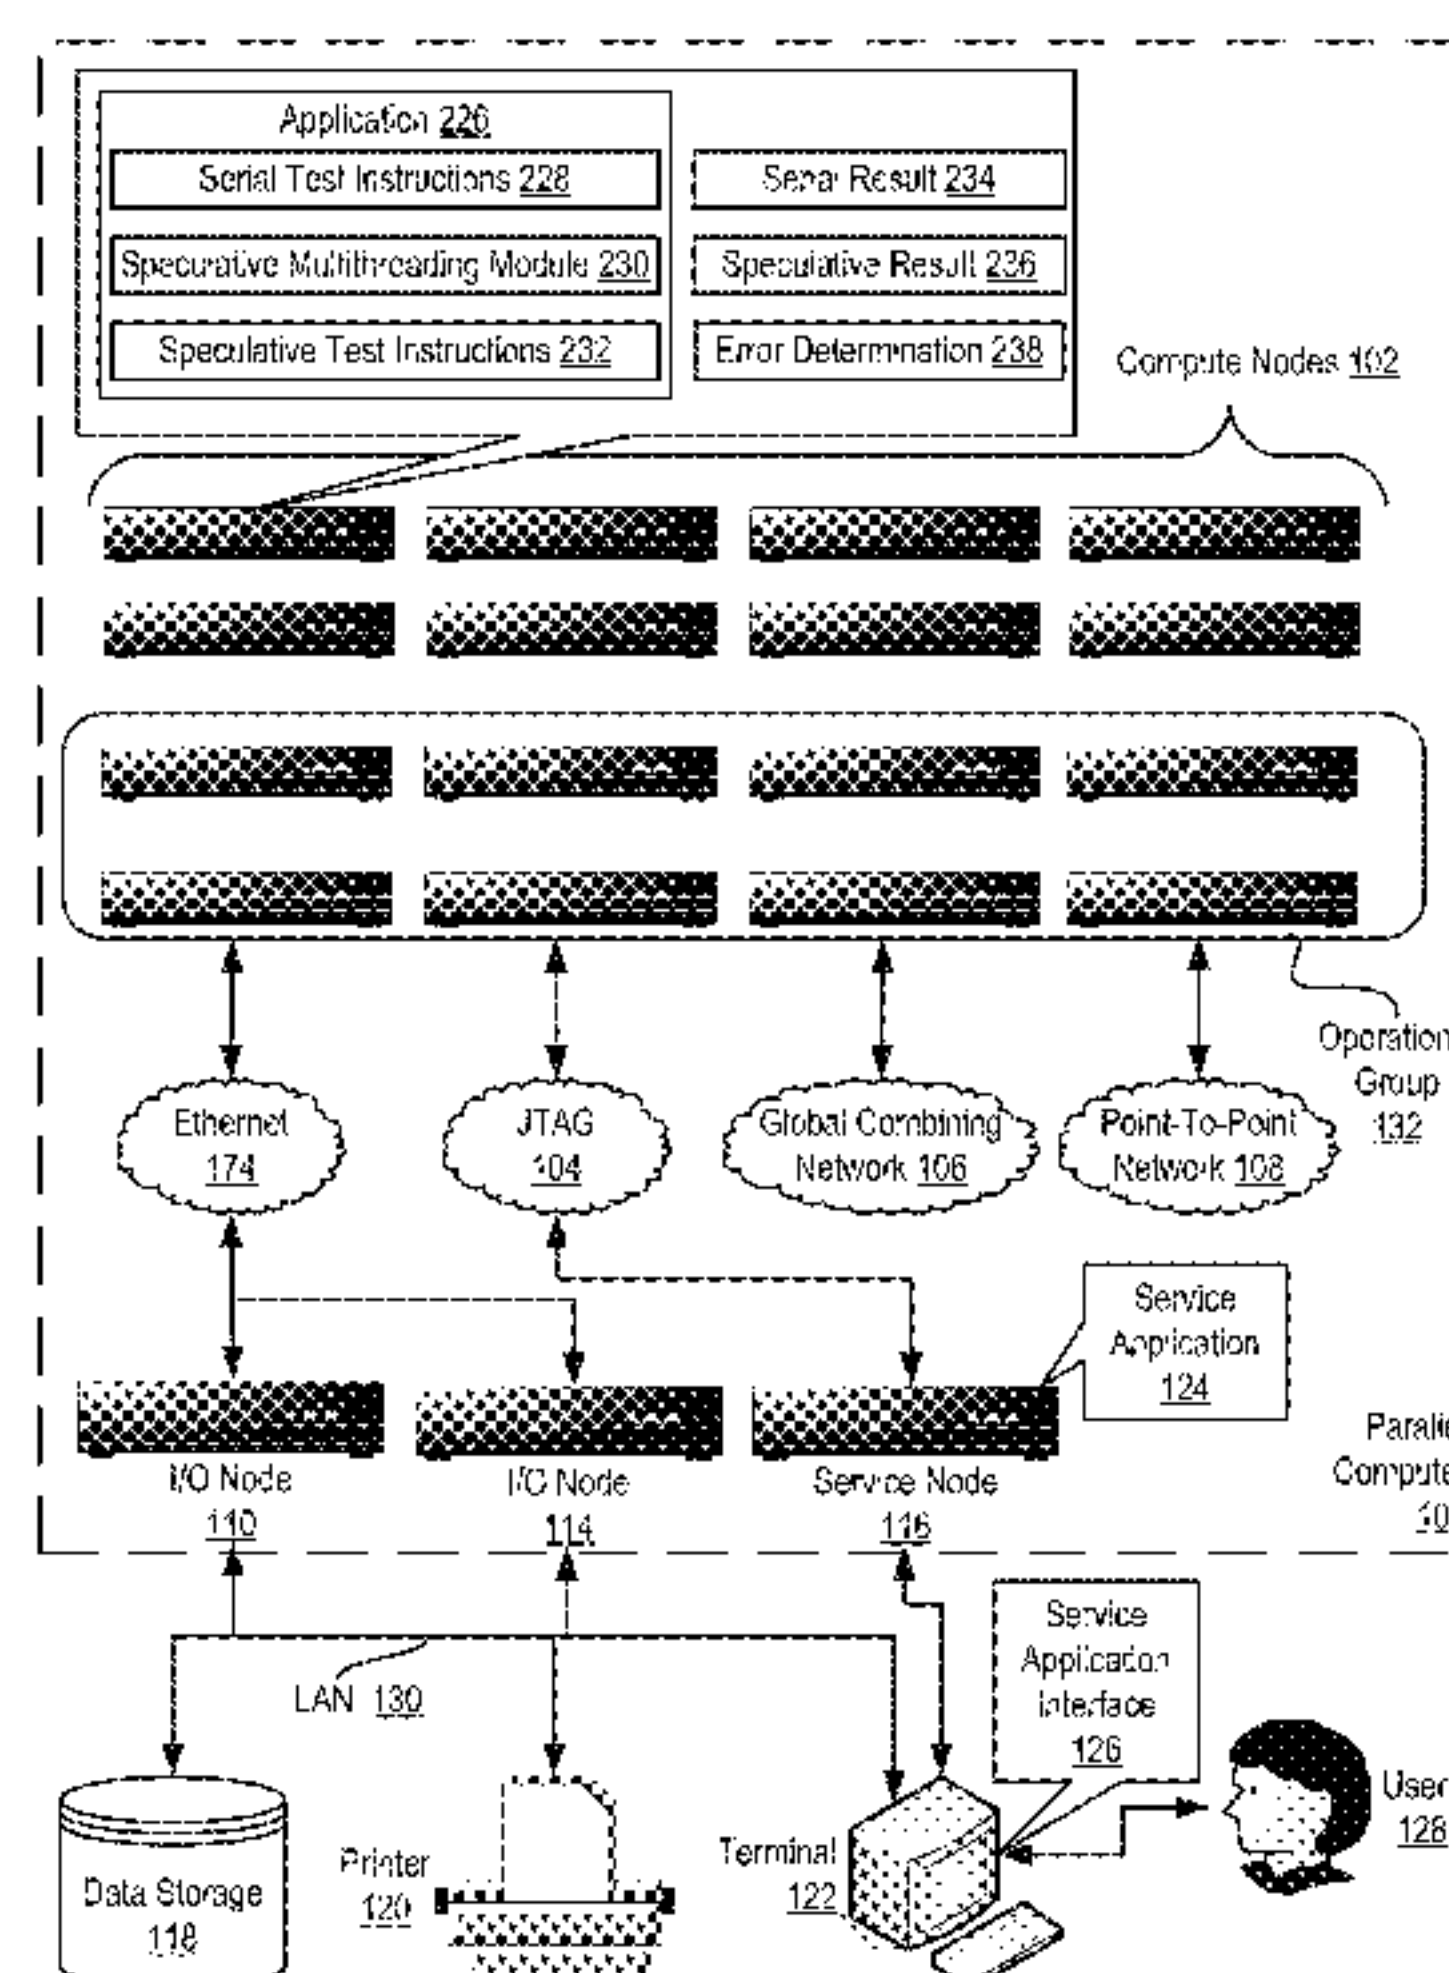 Application 226
Serial Test Instructions 228
Serial Result 234
Speculative Multithreading Module 230
Speculative Result 236
Speculative Test Instructions 232
Error Determination 238
Compute Nodes 102
Operation
Group
132
Ethernet
174
JTAG
104
Global Combining
Network 106
Point-To-Point
Network 108
Service
Application
124
I/O Node
110
I/O Node
114
Service Node
116
Paralle
Compute
10
Service
Application
Interface
126
LAN 130
User
128
Data Storage
118
Printer
120
Terminal
122